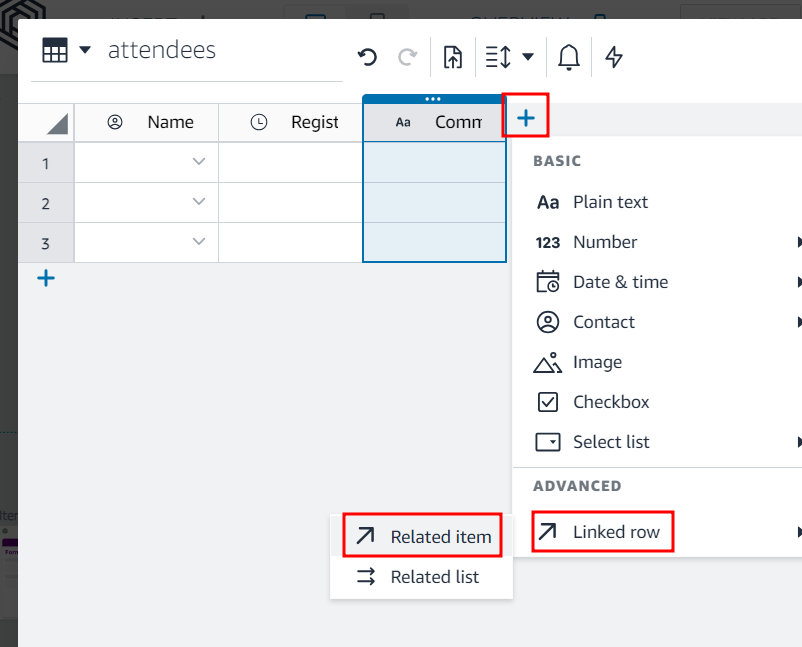 attendees
Name
Regist
Aa
Comm
1
2
3
BASIC
Aa Plain text
123 Number
Date & time
Contact
Image
Checkbox
Select list
ADVANCED
Linked row
Related item
Related list